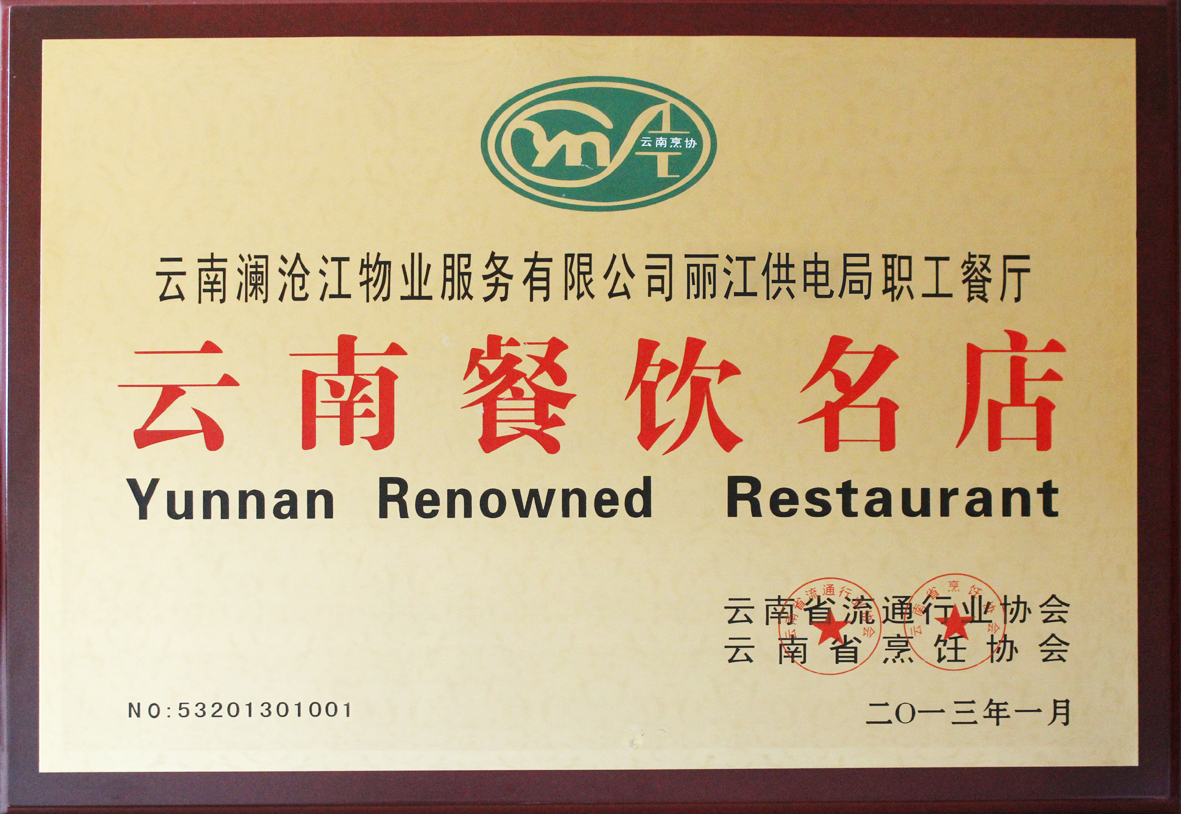 云南烹协
云南澜沧江物业服务有限公司丽江供电局职工餐厅
云南餐饮名店
Yunnan Renowned Restaurant
云南省流通行业协会
云南省烹饪协会
NO:53201301001
二〇一三年一月